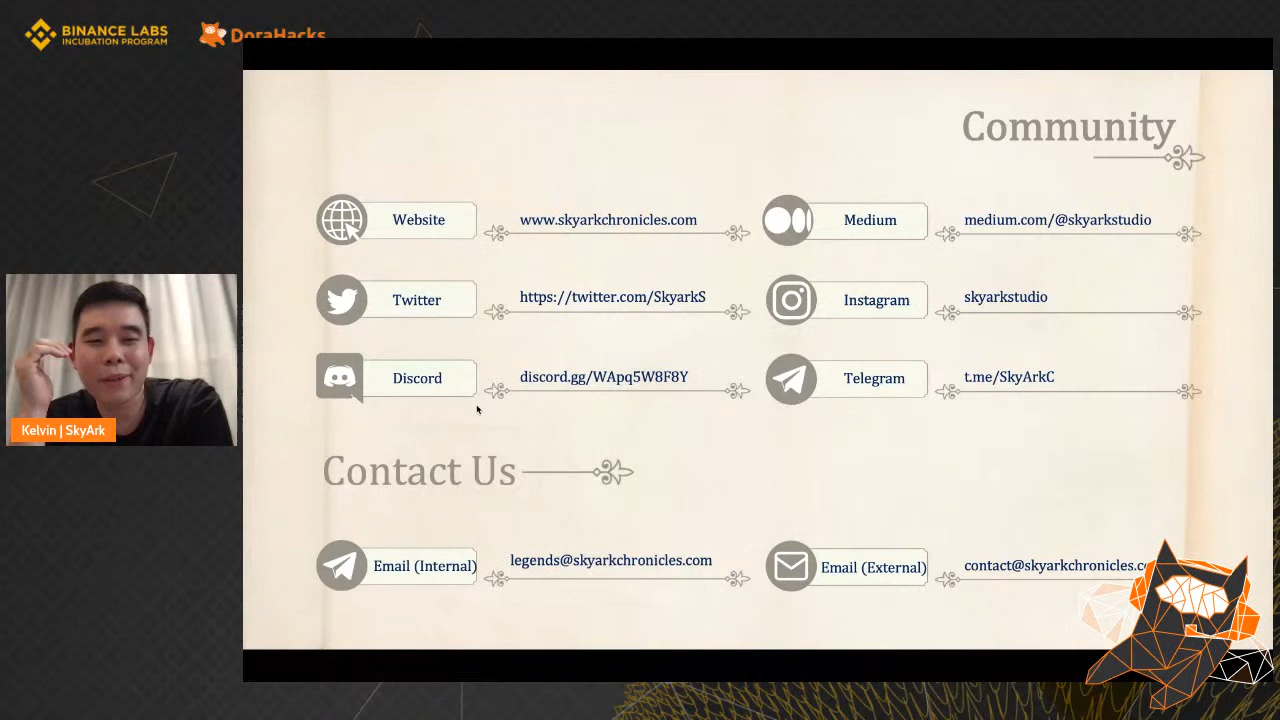 BINANCE LABS
INCUBATION PROGRAM
DoraHacks
Community
Website
www.skyarkchronicles.com
Medium
medium.com/@skyarkstudio
Twitter
https://twitter.com/SkyarkS
Instagram
skyarkstudio
Discord
discord.gg/WApq5W8F8Y
Telegram
t.me/SkyArkC
Kelvin | SkyArk
Contact Us
Email (Internal)
legends@skyarkchronicles.com
Email (External)